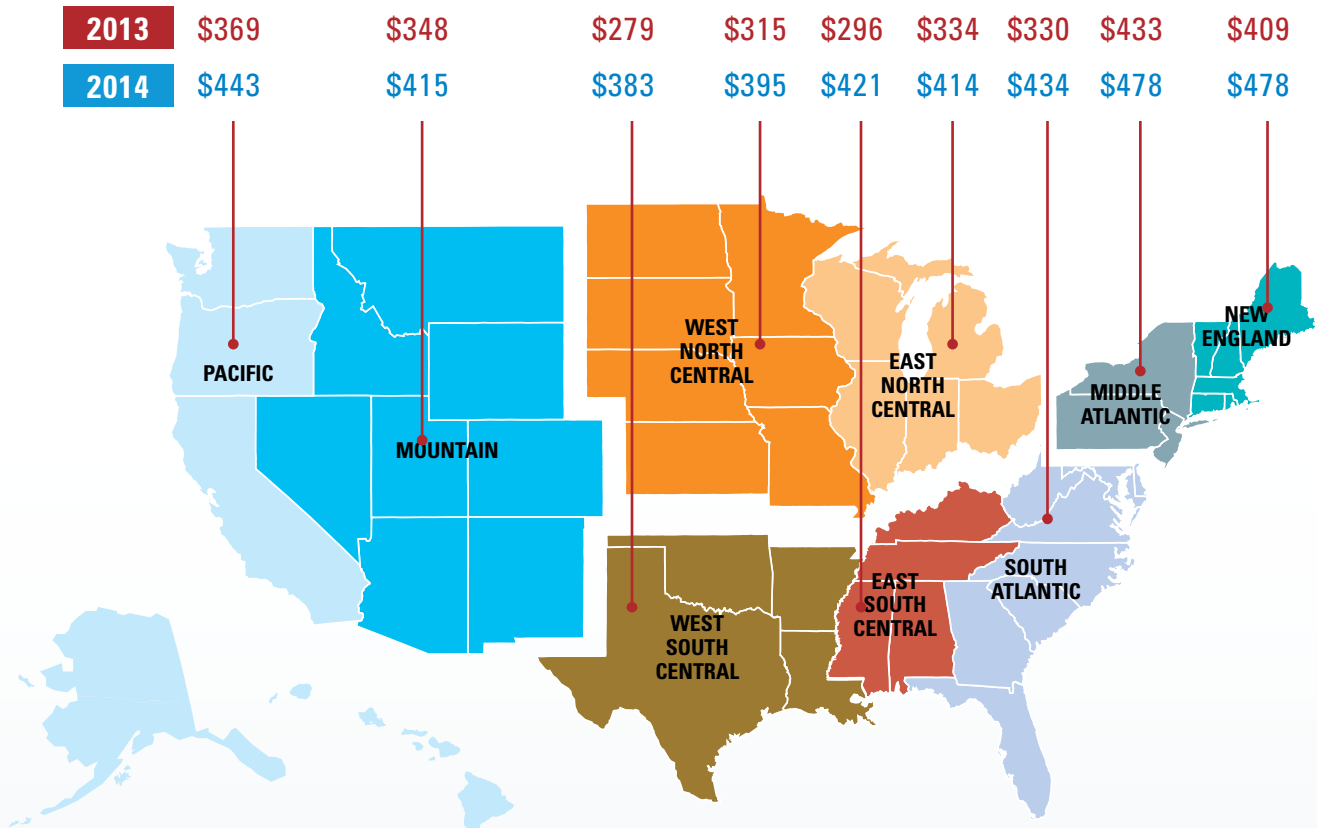 2013 $369 $348 $279 $315 $296 $334 $330 $433 $409
2014 $443 $415 $383 $395 $421 $414 $434 $478 $478
PACIFIC
MOUNTAIN
WEST
NORTH
CENTRAL
EAST
NORTH
CENTRAL
NEW
ENGLAND
MIDDLE
ATLANTIC
WEST
SOUTH
CENTRAL
EAST
SOUTH
CENTRAL
SOUTH
ATLANTIC